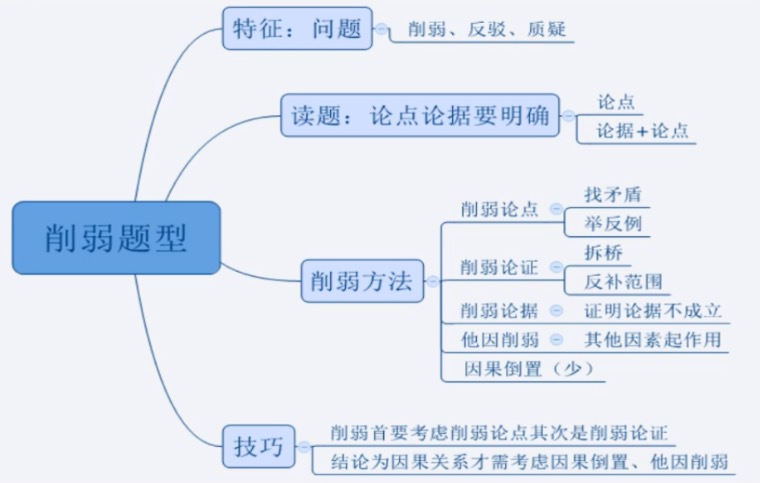 特征：问题
削弱、反驳、质疑
读题：论点论据要明确
论点
论据+论点
削弱题型
削弱方法
削弱论点
找矛盾
举反例
削弱论证
拆桥
反补范围
削弱论据
证明论据不成立
他因削弱
其他因素起作用
因果倒置（少）
技巧
削弱首要考虑削弱论点其次是削弱论证
结论为因果关系才需考虑因果倒置、他因削弱